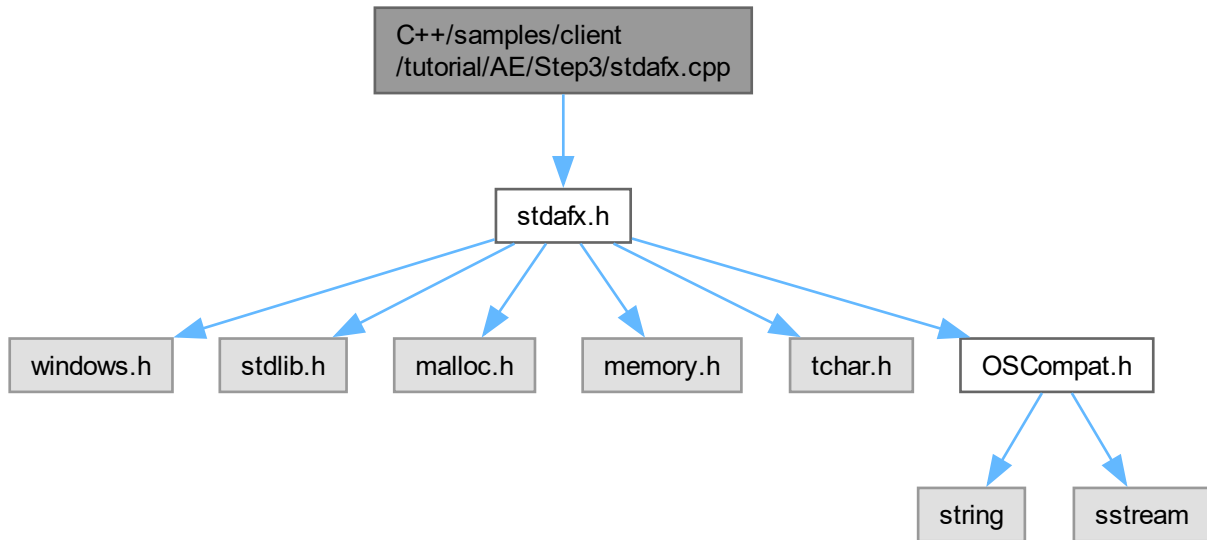 C++/samples/client
/tutorial/AE/Step3/stdafx.cpp
stdafx.h
windows.h
stdlib.h
malloc.h
memory.h
tchar.h
OSCompat.h
string
sstream